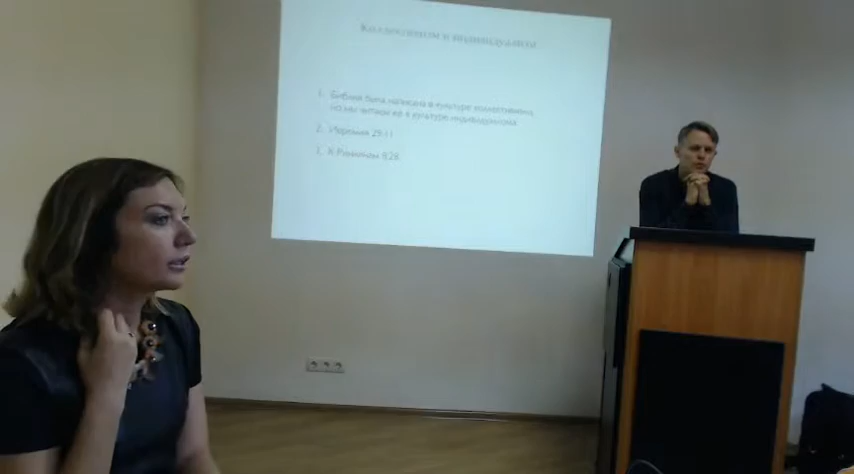 Коллективизм и индивидуализм
1. Библия была написана в культуре коллективизма,
но мы читаем её в культуре индивидуализма.
2. Иеремия 29:11
3. К Римлянам 8:28